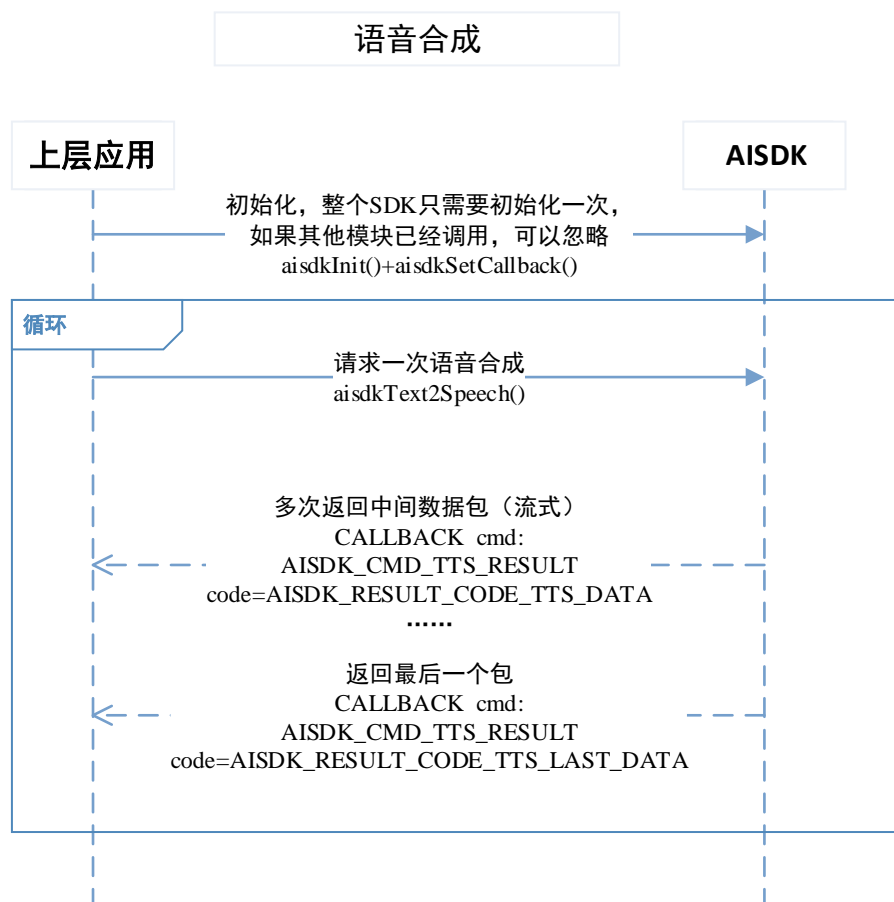 语音合成
上层应用
AISDK
初始化，整个SDK只需要初始化一次，
如果其他模块已经调用，可以忽略
aisdkInit()+aisdkSetCallback()
循环
请求一次语音合成
aisdkText2Speech()
多次返回中间数据包（流式）
CALLBACK cmd:
AISDK_CMD_TTS_RESULT
code=AISDK_RESULT_CODE_TTS_DATA
……
返回最后一个包
CALLBACK cmd:
AISDK_CMD_TTS_RESULT
code=AISDK_RESULT_CODE_TTS_LAST_DATA